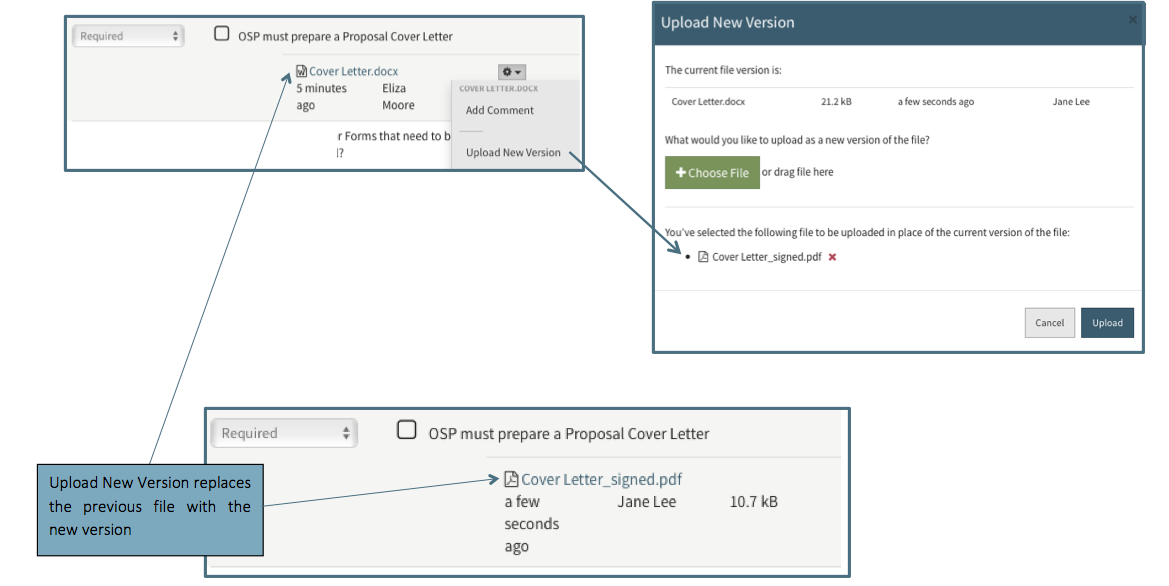 Required
OSP must prepare a Proposal Cover Letter
Cover Letter.docx
5 minutes
ago
Eliza
Moore
COVER LETTER.DOCX
Add Comment
r Forms that need to b
Upload New Version
Upload New Version
The current file version is:
Cover Letter.docx 21.2 kB a few seconds ago Jane Lee
What would you like to upload as a new version of the file?
Choose File or drag file here
You've selected the following file to be uploaded in place of the current version of the file:
Cover Letter_signed.pdf
Cancel Upload
Required
OSP must prepare a Proposal Cover Letter
Cover Letter_signed.pdf
a few
seconds
ago
Jane Lee
10.7 kB
Upload New Version replaces
the previous file with the
new version